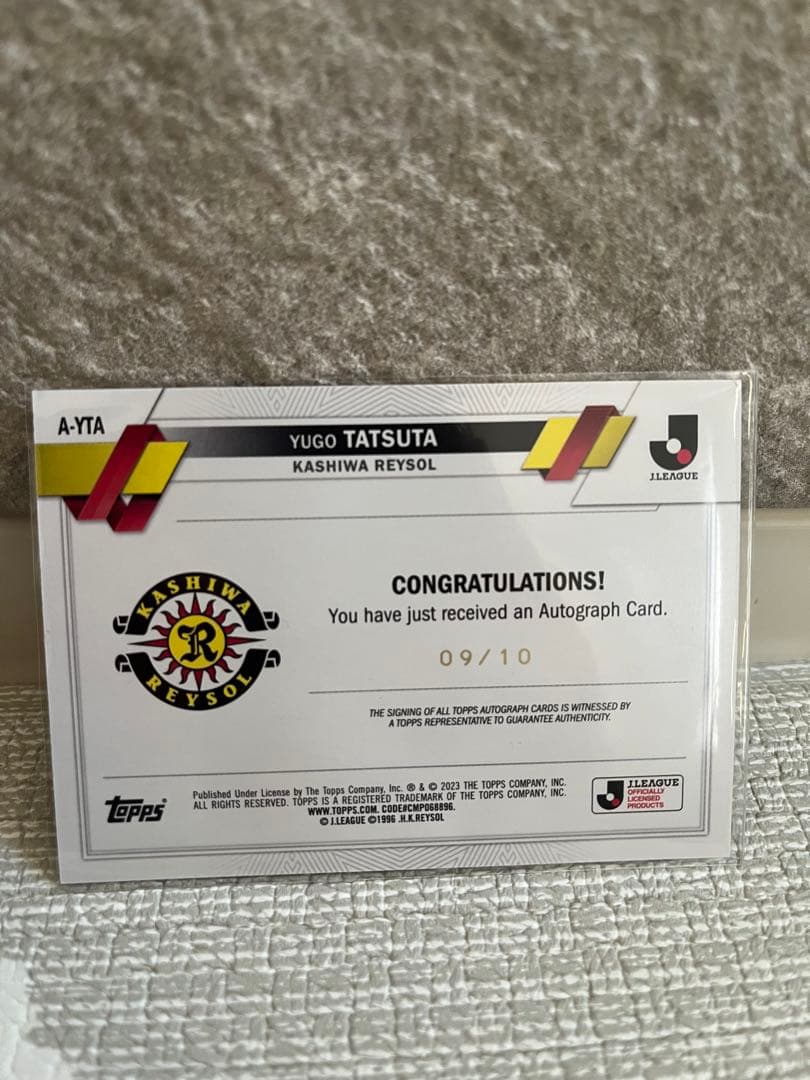 A-YTA
YUGO TATSUTA
KASHIWA REYSOL
J.LEAGUE
KASHIWA
R
REYSOL
CONGRATULATIONS!
You have just received an Autograph Card.
09/10
THE SIGNING OF ALL TOPPS AUTOGRAPH CARDS IS WITNESSED BY
A TOPPS REPRESENTATIVE TO GUARANTEE AUTHENTICITY.
topps®
Published Under License by The Topps Company, Inc. ® & © 2023 THE TOPPS COMPANY, INC.
ALL RIGHTS RESERVED. TOPPS IS A REGISTERED TRADEMARK OF THE TOPPS COMPANY, INC.
WWW.TOPPS.COM. CODE#CMP068896.
© J.LEAGUE ©1996 .H.K.REYSOL
J.LEAGUE
OFFICIALLY
LICENSED
PRODUCTS